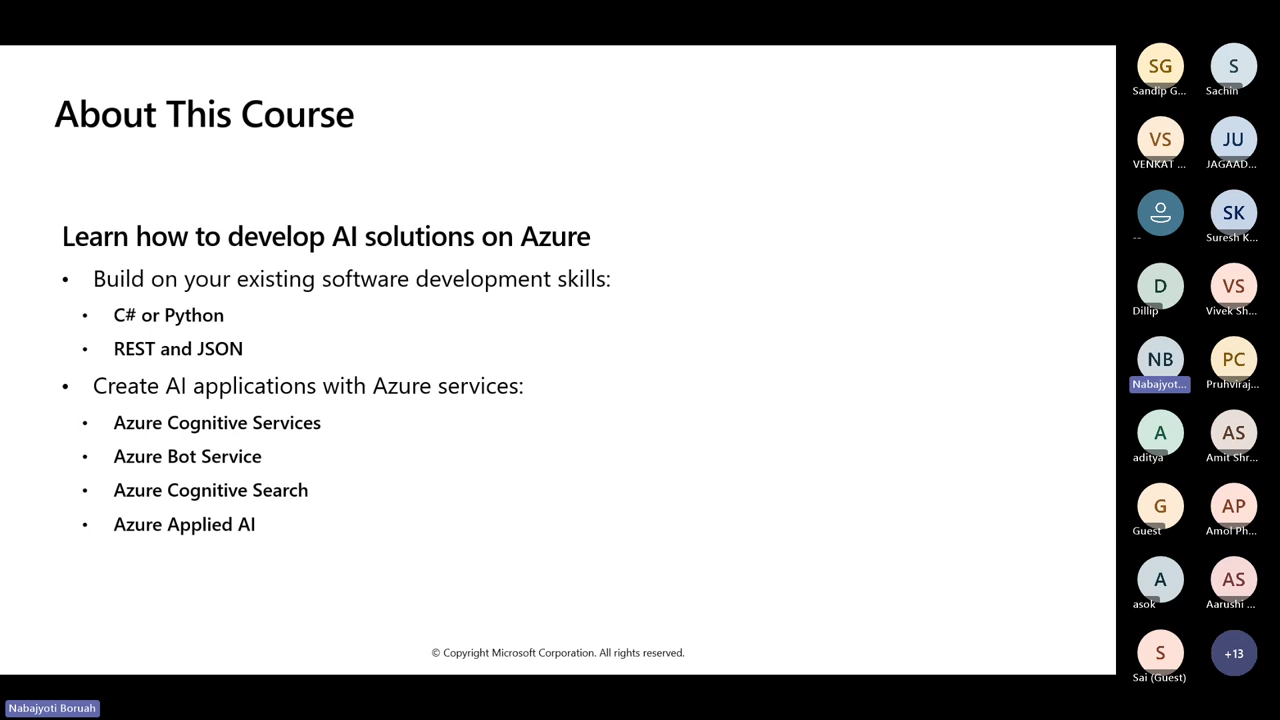 About This Course
Learn how to develop AI solutions on Azure
• Build on your existing software development skills:
• C# or Python
• REST and JSON
• Create AI applications with Azure services:
• Azure Cognitive Services
• Azure Bot Service
• Azure Cognitive Search
• Azure Applied AI
© Copyright Microsoft Corporation. All rights reserved.
SG
Sandip G...
S
Sachin
VS
VENKAT ...
JU
JAGAAD...
--
SK
Suresh K...
D
Dillip
VS
Vivek Sh...
NB
Nabajyot...
PC
Pruhviraj...
A
aditya
AS
Amit Shr...
G
Guest
AP
Amol Ph...
A
asok
AS
Aarushi ...
S
Sai (Guest)
+13
Nabajyoti Boruah